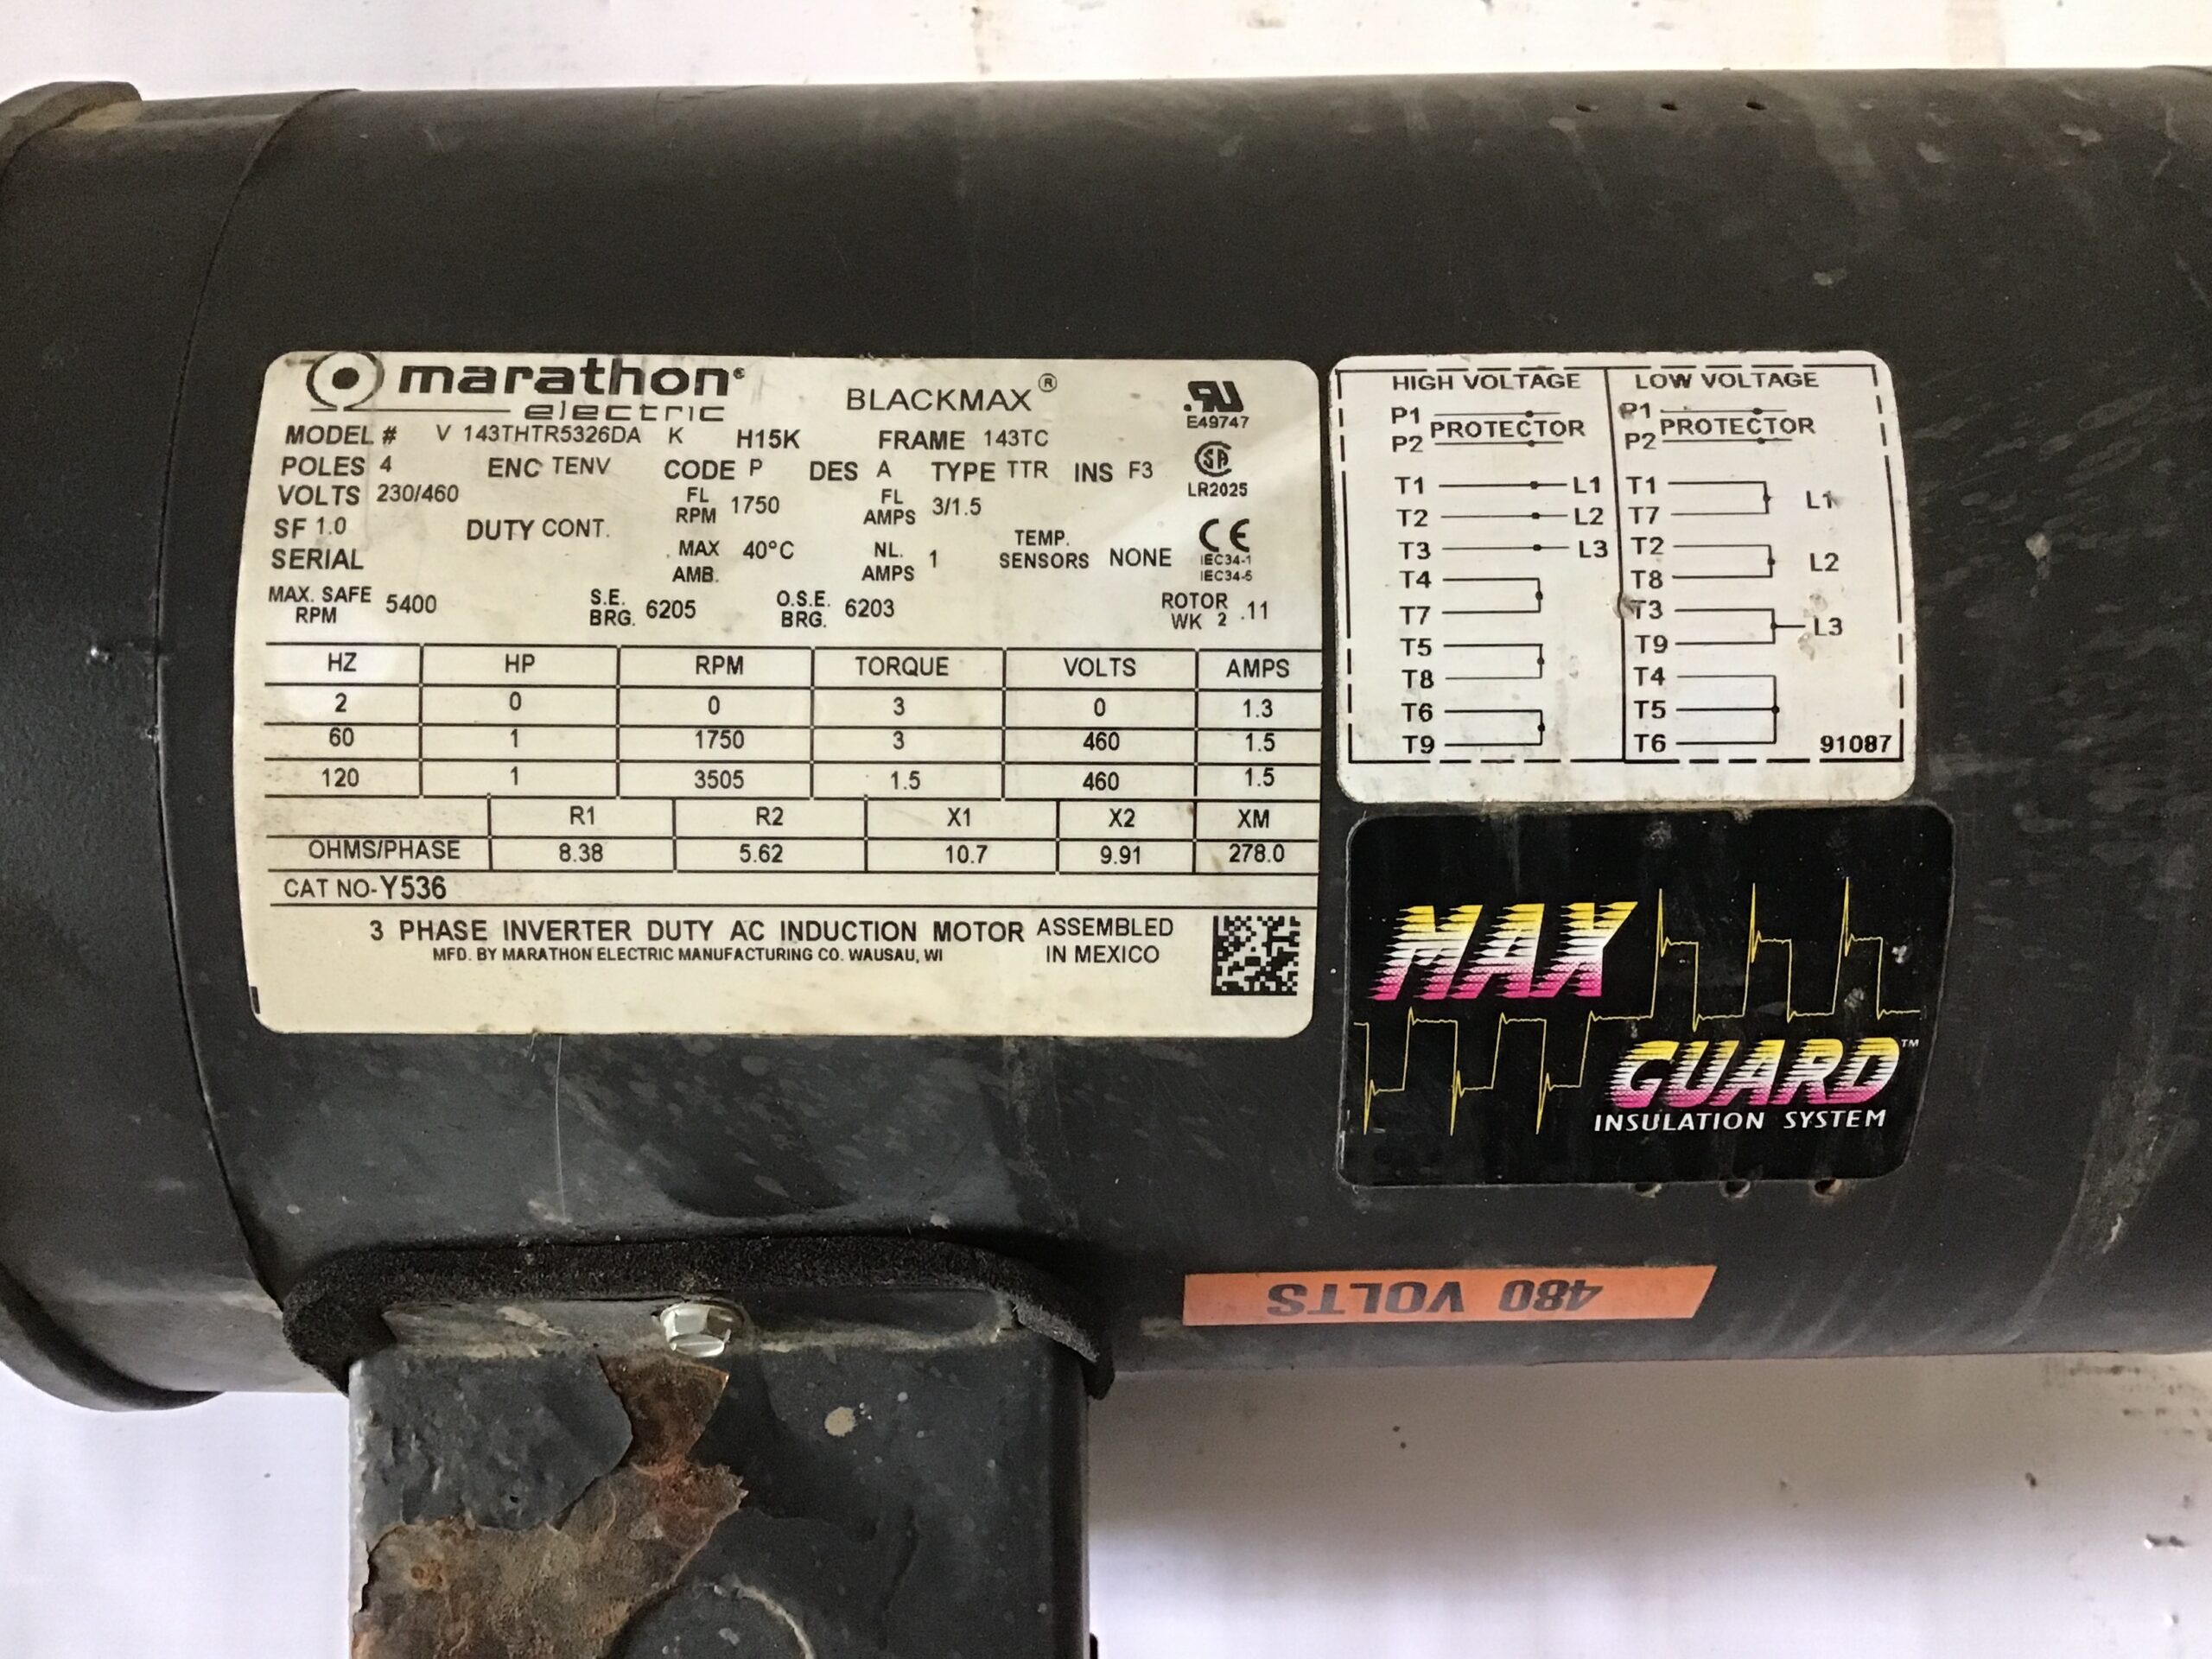 marathon®
electric
BLACKMAX®
MODEL # V 143THTR5326DA K H15K FRAME 143TC
POLES 4 ENC TENV CODE P DES A TYPE TTR INS F3
VOLTS 230/460 FL RPM 1750 FL AMPS 3/1.5
SF 1.0 DUTY CONT. MAX AMB. 40°C NL. AMPS 1 TEMP. SENSORS NONE
SERIAL
MAX. SAFE RPM 5400 S.E. BRG. 6205 O.S.E. BRG. 6203 ROTOR WK 2 .11
E49747
LR2025
CE
IEC34-1
IEC34-5
HZ HP RPM TORQUE VOLTS AMPS
2 0 0 3 0 1.3
60 1 1750 3 460 1.5
120 1 3505 1.5 460 1.5
R1 R2 X1 X2 XM
OHMS/PHASE 8.38 5.62 10.7 9.91 278.0
CAT NO-Y536
3 PHASE INVERTER DUTY AC INDUCTION MOTOR ASSEMBLED
MFD. BY MARATHON ELECTRIC MANUFACTURING CO. WAUSAU, WI IN MEXICO
HIGH VOLTAGE
P1
P2 PROTECTOR
T1 L1
T2 L2
T3 L3
T4
T7
T5
T8
T6
T9
LOW VOLTAGE
P1
P2 PROTECTOR
T1
T7 L1
T2
T8 L2
T3
T9 L3
T4
T5
T6
91087
MAX
GUARD™
INSULATION SYSTEM
480 VOLTS